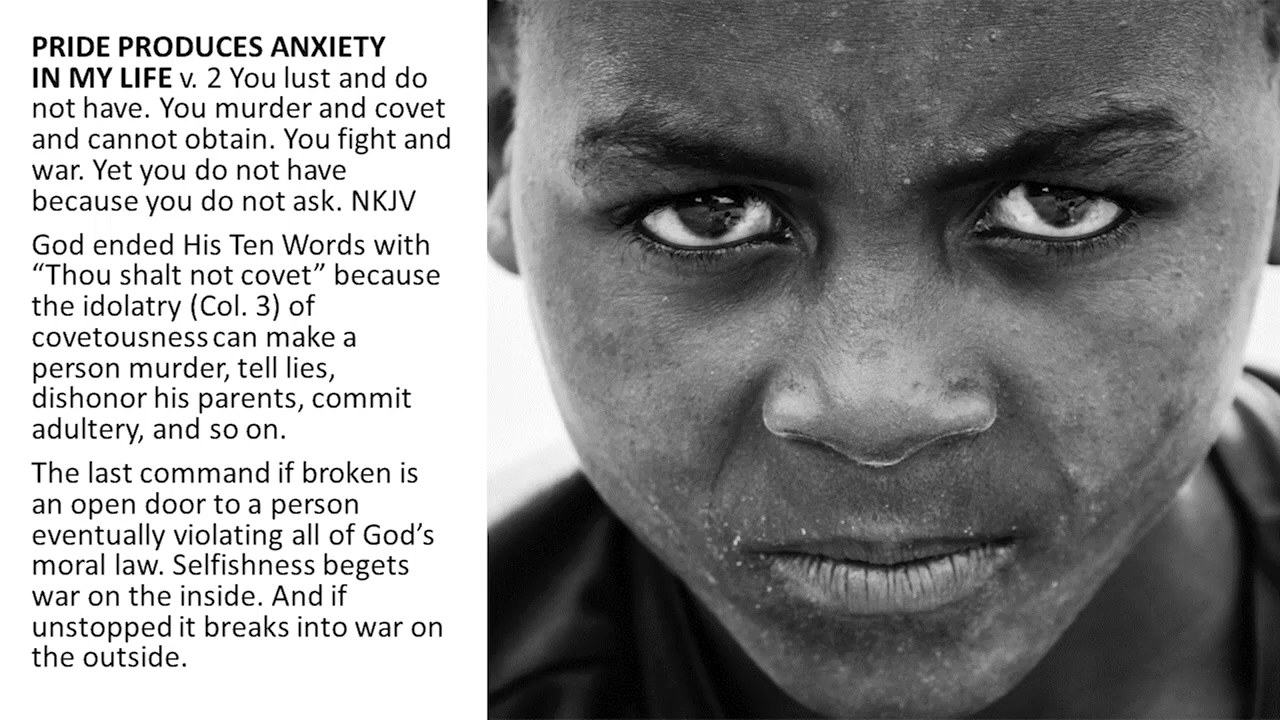 PRIDE PRODUCES ANXIETY
IN MY LIFE v. 2 You lust and do
not have. You murder and covet
and cannot obtain. You fight and
war. Yet you do not have
because you do not ask. NKJV
God ended His Ten Words with
“Thou shalt not covet” because
the idolatry (Col. 3) of
covetousness can make a
person murder, tell lies,
dishonor his parents, commit
adultery, and so on.
The last command if broken is
an open door to a person
eventually violating all of God’s
moral law. Selfishness begets
war on the inside. And if
unstopped it breaks into war on
the outside.